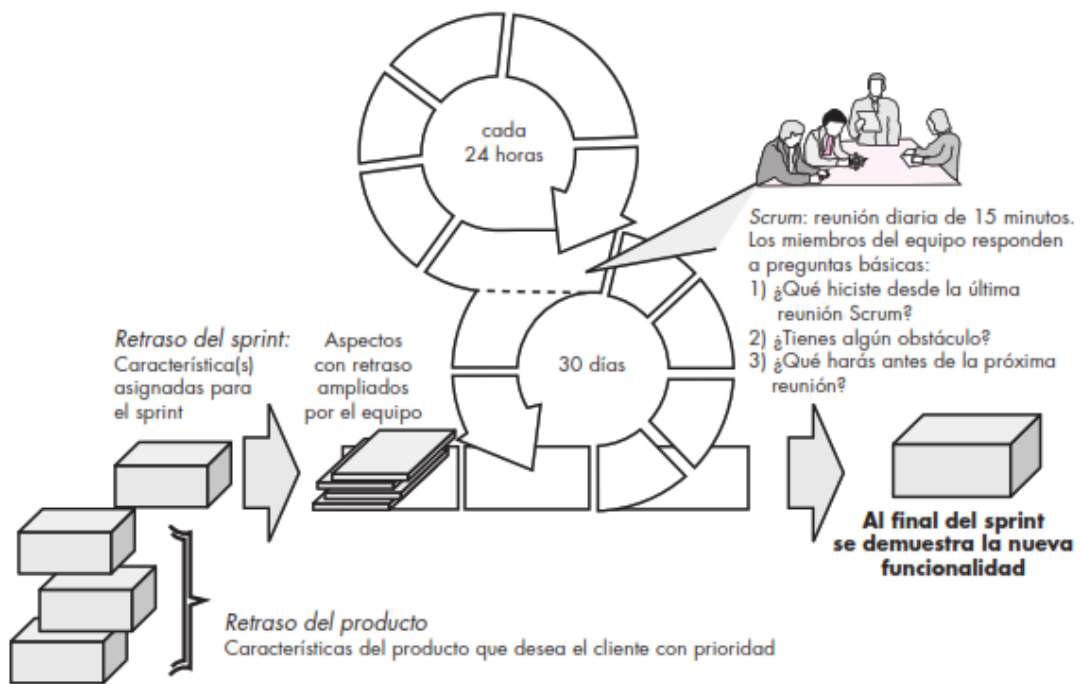 cada
24 horas
Scrum: reunión diaria de 15 minutos.
Los miembros del equipo responden
a preguntas básicas:
1) ¿Qué hiciste desde la última
reunión Scrum?
2) ¿Tienes algún obstáculo?
3) ¿Qué harás antes de la próxima
reunión?
Retraso del sprint:
Característica(s)
asignadas para
el sprint
Aspectos
con retraso
ampliados
por el equipo
30 días
Al final del sprint
se demuestra la nueva
funcionalidad
Retraso del producto
Características del producto que desea el cliente con prioridad